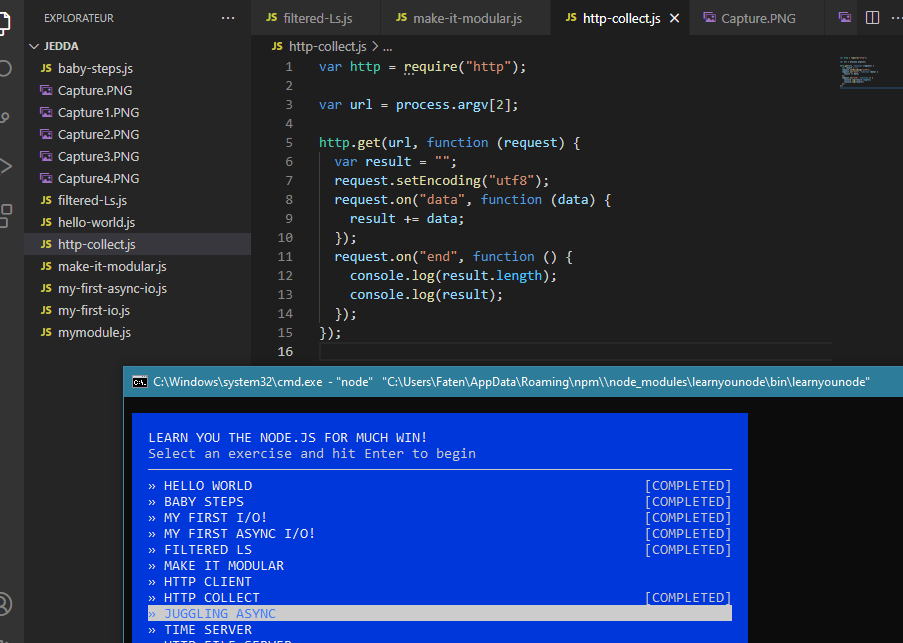 EXPLORATEUR ...
JEDDA
JS baby-steps.js
Capture.PNG
Capture1.PNG
Capture2.PNG
Capture3.PNG
Capture4.PNG
JS filtered-Ls.js
JS hello-world.js
JS http-collect.js
JS make-it-modular.js
JS my-first-async-io.js
JS my-first-io.js
JS mymodule.js
JS filtered-Ls.js JS make-it-modular.js JS http-collect.js Capture.PNG
JS http-collect.js > ...
1 var http = require("http");
2
3 var url = process.argv[2];
4
5 http.get(url, function (request) {
6 var result = "";
7 request.setEncoding("utf8");
8 request.on("data", function (data) {
9 result += data;
10 });
11 request.on("end", function () {
12 console.log(result.length);
13 console.log(result);
14 });
15 });
16
C:\Windows\system32\cmd.exe - "node" "C:\Users\Faten\AppData\Roaming\npm\\node_modules\learnyounode\bin\learnyounode"
LEARN YOU THE NODE.JS FOR MUCH WIN!
Select an exercise and hit Enter to begin
» HELLO WORLD [COMPLETED]
» BABY STEPS [COMPLETED]
» MY FIRST I/O! [COMPLETED]
» MY FIRST ASYNC I/O! [COMPLETED]
» FILTERED LS [COMPLETED]
» MAKE IT MODULAR
» HTTP CLIENT
» HTTP COLLECT [COMPLETED]
» JUGGLING ASYNC
» TIME SERVER
» HTTP FILE SERVER